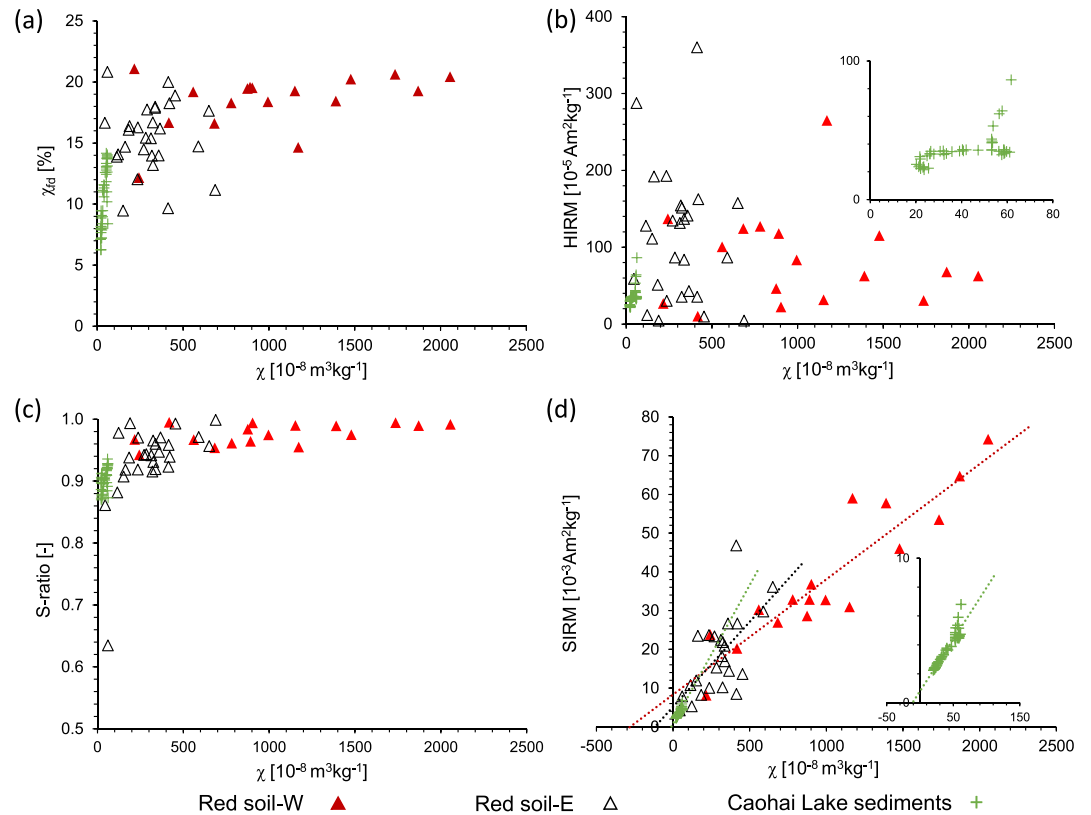 (a)
25
20
15
10
5
0
χfd [%]
0 500 1000 1500 2000 2500
χ [10⁻⁸ m³kg⁻¹]
(b)
400
320
240
160
80
0
HIRM [10⁻⁵ Am²kg⁻¹]
0 500 1000 1500 2000 2500
χ [10⁻⁸ m³kg⁻¹]
100
0
0 20 40 60 80
(c)
1.0
0.9
0.8
0.7
0.6
0.5
S-ratio [-]
0 500 1000 1500 2000 2500
χ [10⁻⁸ m³kg⁻¹]
(d)
80
70
60
50
40
30
20
10
0
SIRM [10⁻³Am²kg⁻¹]
-500 0 500 1000 1500 2000 2500
χ [10⁻⁸ m³kg⁻¹]
10
0
-50 50 150
Red soil-W Red soil-E Caohai Lake sediments